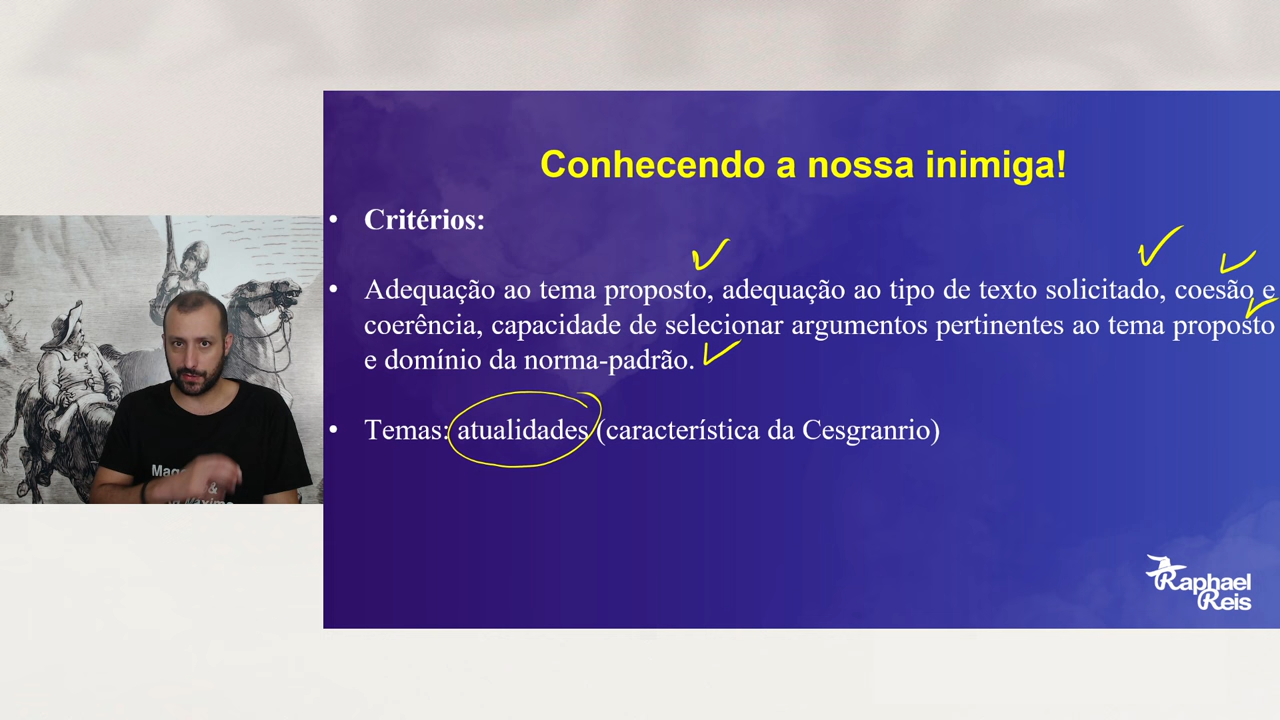 Conhecendo a nossa inimiga!
• Critérios:
• Adequação ao tema proposto, adequação ao tipo de texto solicitado, coesão e
coerência, capacidade de selecionar argumentos pertinentes ao tema proposto
e domínio da norma-padrão.
• Temas: atualidades (característica da Cesgranrio)
&
Raphael
Reis